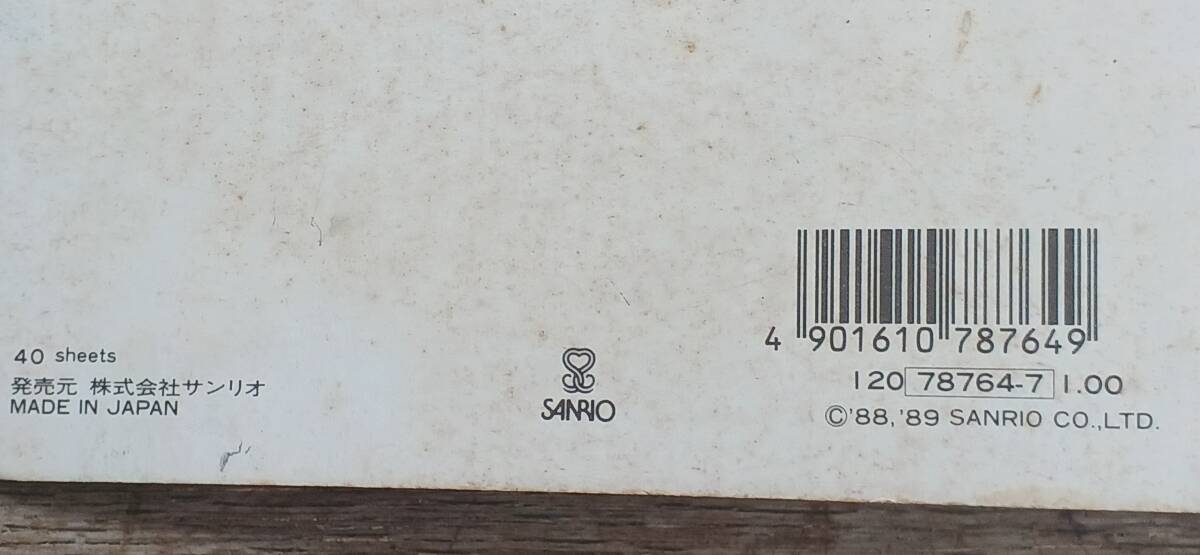 40 sheets
発売元 株式会社サンリオ
MADE IN JAPAN
SANRIO
4 901610 787649
120 78764-7 1.00
©'88, '89 SANRIO CO.,LTD.